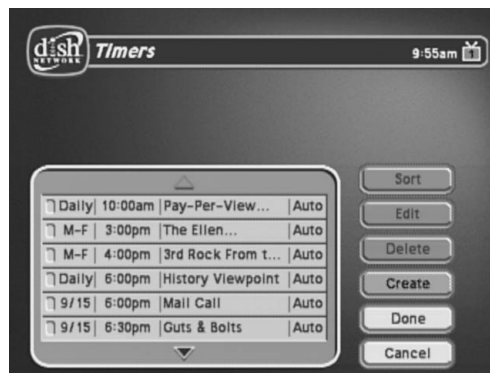 dish
NETWORK
Timers
9:55am
1
Daily 10:00am Pay-Per-View... Auto
M-F 3:00pm The Ellen... Auto
M-F 4:00pm 3rd Rock From t... Auto
Daily 6:00pm History Viewpoint Auto
9/15 6:00pm Mail Call Auto
9/15 6:30pm Guts & Bolts Auto
Sort
Edit
Delete
Create
Done
Cancel